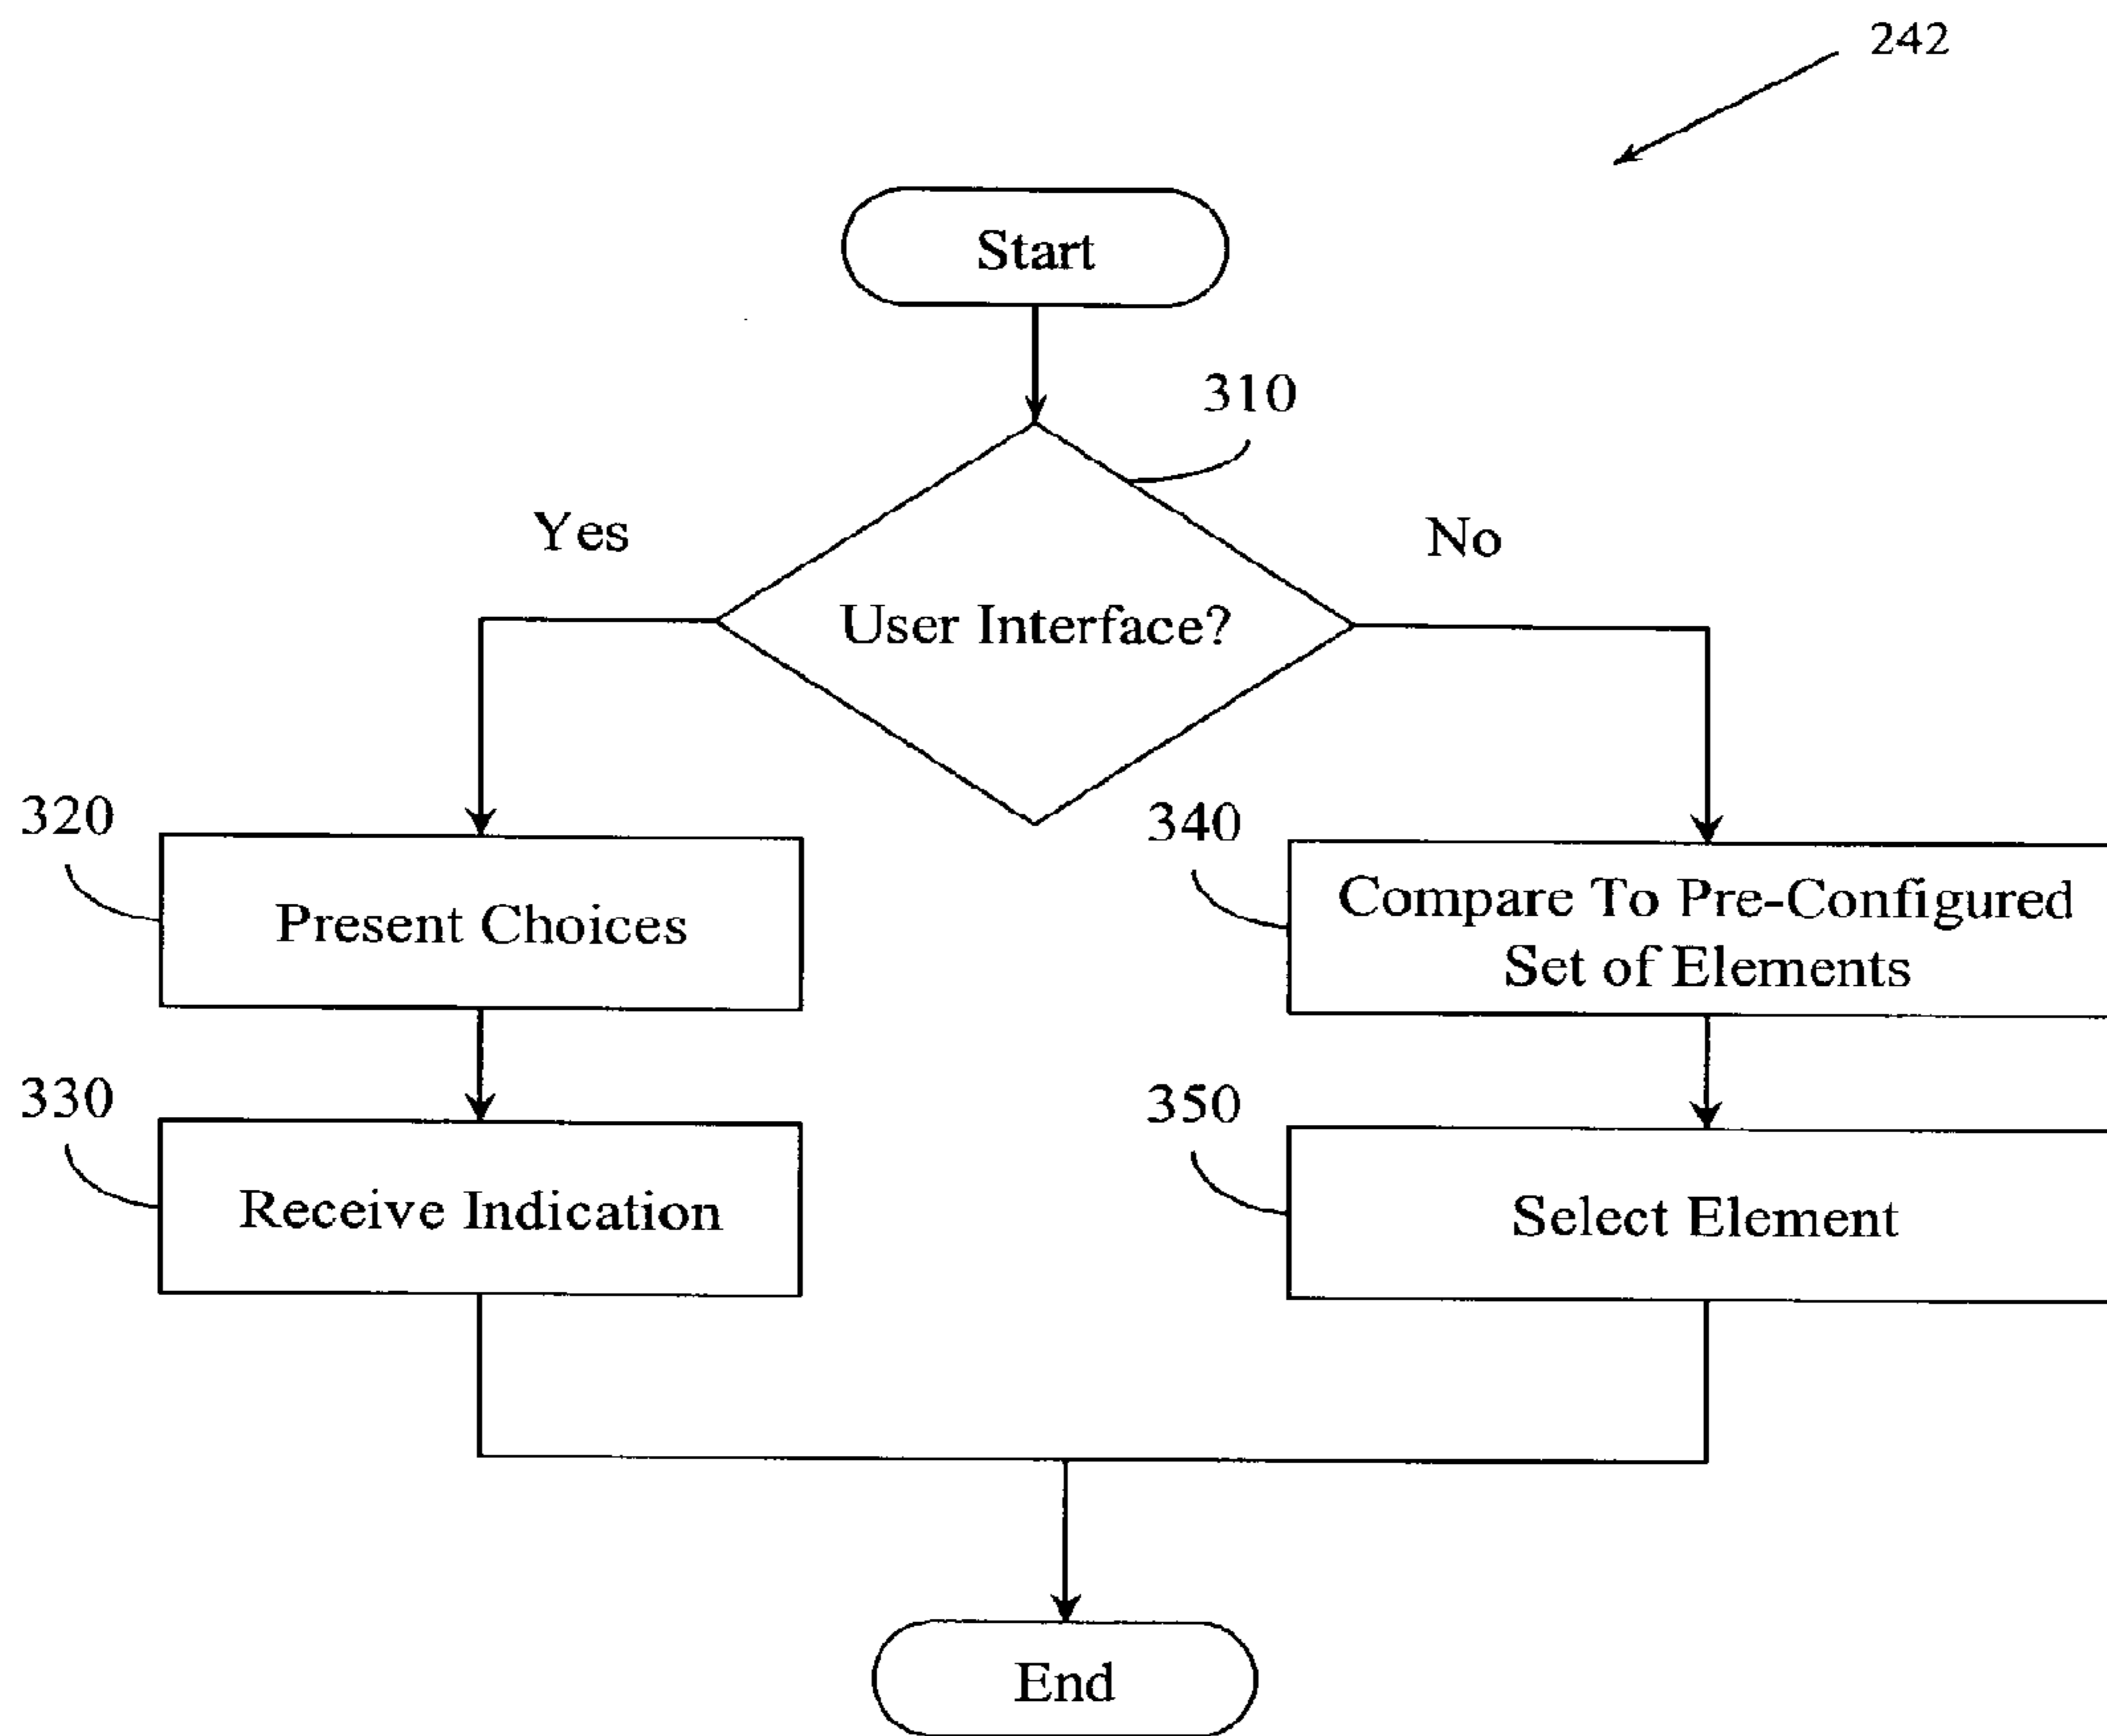 242
Start
310
Yes
No
User Interface?
320
340
Present Choices
Compare To Pre-Configured
Set of Elements
330
350
Receive Indication
Select Element
End